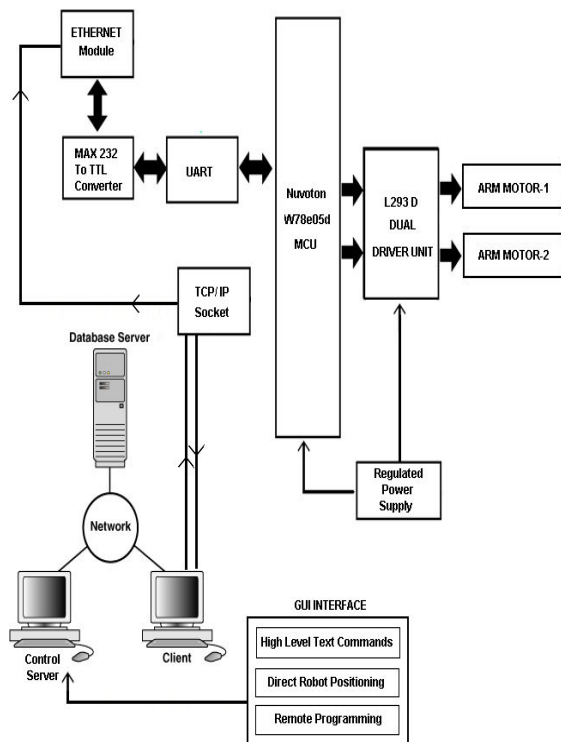 ETHERNET
Module
MAX 232
To TTL
Converter
UART
Nuvoton
W78e05d
MCU
L293 D
DUAL
DRIVER UNIT
ARM MOTOR-1
ARM MOTOR-2
TCP/IP
Socket
Database Server
Regulated
Power
Supply
Network
Control
Server
Client
GUI INTERFACE
High Level Text Commands
Direct Robot Positioning
Remote Programming